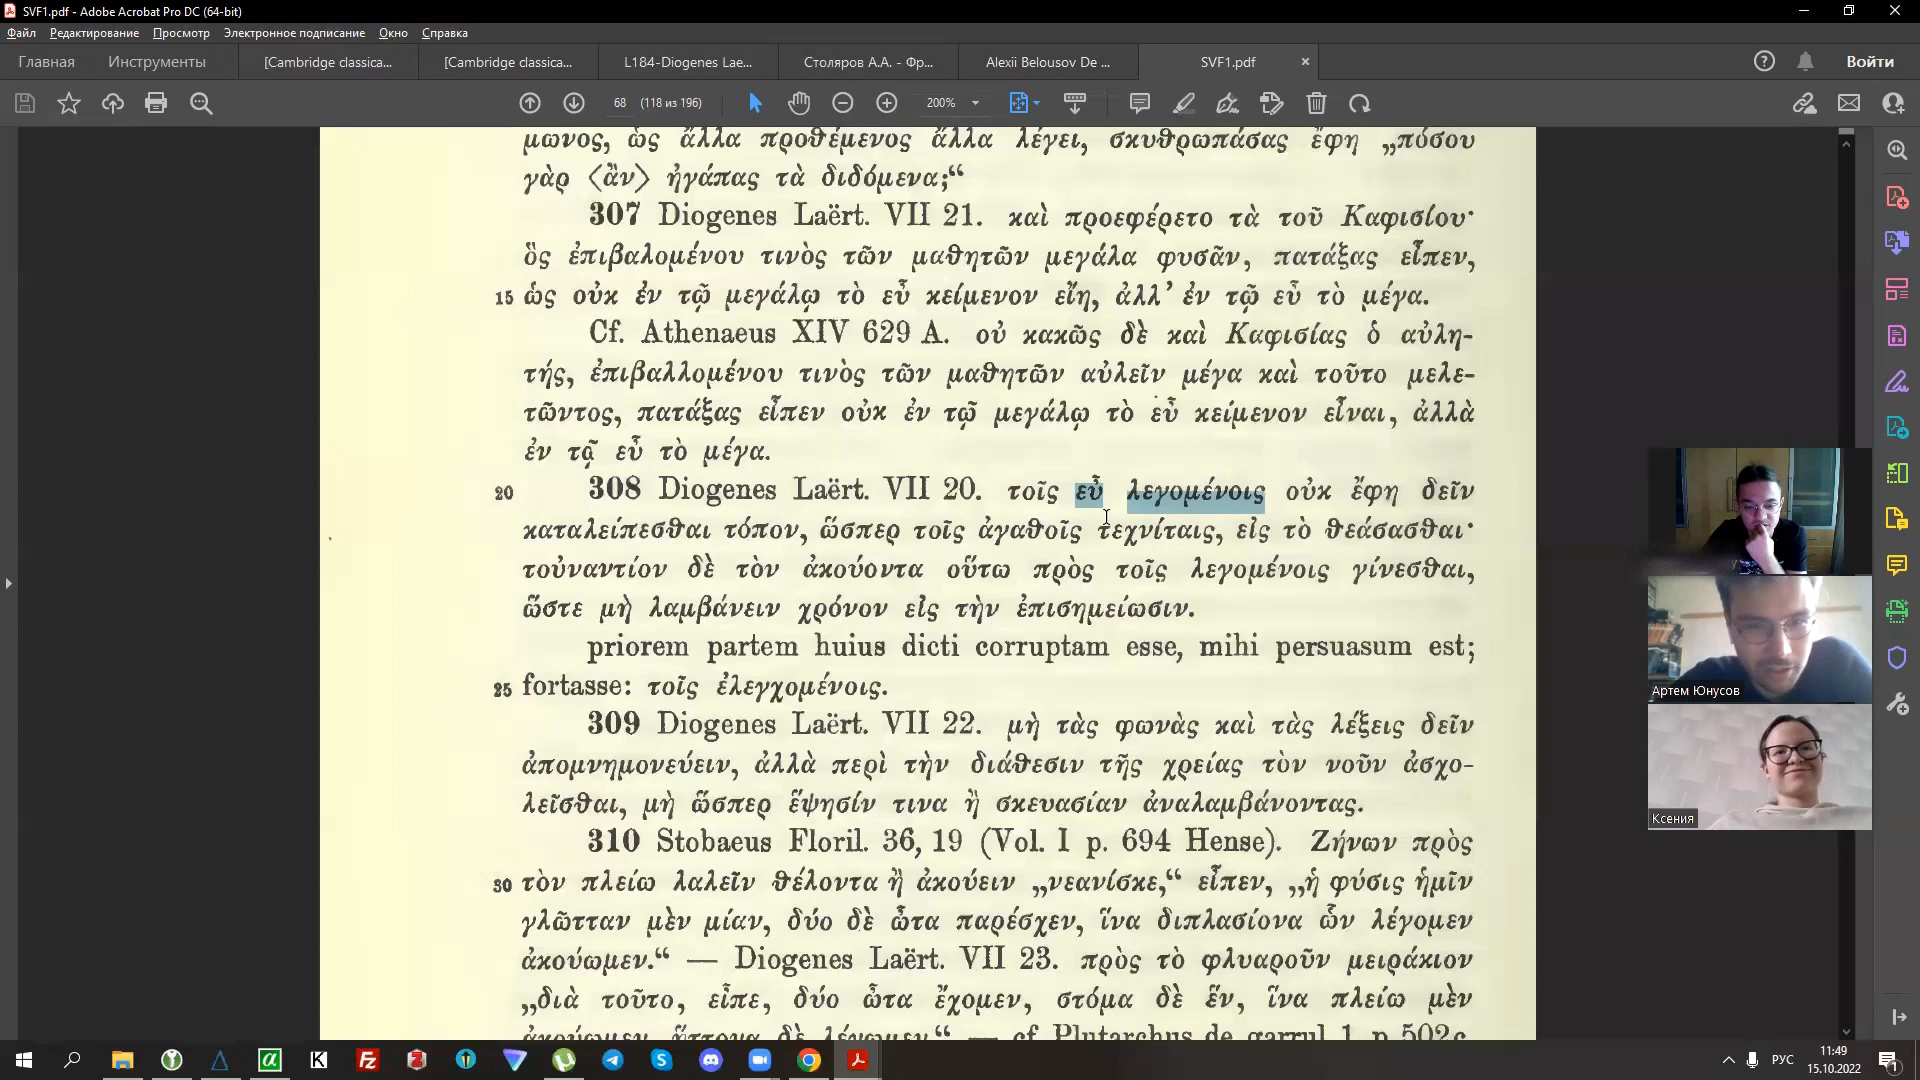 SVF1.pdf - Adobe Acrobat Pro DC (64-bit)
Файл Редактирование Просмотр Электронное подписание Окно Справка
Главная Инструменты [Cambridge classica... [Cambridge classica... L184-Diogenes Lae... Столяров А.А. - Фр... Alexii Belousov De ... SVF1.pdf Войти
68 (118 из 196) 200%
μωνος, ὡς ἄλλα προθέμενος ἄλλα λέγει, σκυθρωπάσας ἔφη „πόσου
γὰρ ⟨ἂν⟩ ἠγάπας τὰ διδόμενα;“
307 Diogenes Laërt. VII 21. καὶ προεφέρετο τὰ τοῦ Καφισίου·
ὃς ἐπιβαλομένου τινὸς τῶν μαθητῶν μεγάλα φυσᾶν, πατάξας εἶπεν,
15 ὡς οὐκ ἐν τῷ μεγάλῳ τὸ εὖ κείμενον εἴη, ἀλλ’ ἐν τῷ εὖ τὸ μέγα.
Cf. Athenaeus XIV 629 A. οὐ κακῶς δὲ καὶ Καφισίας ὁ αὐλη-
τής, ἐπιβαλλομένου τινὸς τῶν μαθητῶν αὐλεῖν μέγα καὶ τοῦτο μελε-
τῶντος, πατάξας εἶπεν οὐκ ἐν τῷ μεγάλῳ τὸ εὖ κείμενον εἶναι, ἀλλὰ
ἐν τᾷ εὖ τὸ μέγα.
20 308 Diogenes Laërt. VII 20. τοῖς εὖ λεγομένοις οὐκ ἔφη δεῖν
καταλείπεσθαι τόπον, ὥσπερ τοῖς ἀγαθοῖς τεχνίταις, εἰς τὸ θεάσασθαι·
τοὐναντίον δὲ τὸν ἀκούοντα οὕτω πρὸς τοῖς λεγομένοις γίνεσθαι,
ὥστε μὴ λαμβάνειν χρόνον εἰς τὴν ἐπισημείωσιν.
priorem partem huius dicti corruptam esse, mihi persuasum est;
25 fortasse: τοῖς ἐλεγχομένοις.
309 Diogenes Laërt. VII 22. μὴ τὰς φωνὰς καὶ τὰς λέξεις δεῖν
ἀπομνημονεύειν, ἀλλὰ περὶ τὴν διάθεσιν τῆς χρείας τὸν νοῦν ἀσχο-
λεῖσθαι, μὴ ὥσπερ ἕψησίν τινα ἢ σκευασίαν ἀναλαμβάνοντας.
310 Stobaeus Floril. 36, 19 (Vol. I p. 694 Hense). Ζήνων πρὸς
30 τὸν πλείω λαλεῖν θέλοντα ἢ ἀκούειν „νεανίσκε,“ εἶπεν, „ἡ φύσις ἡμῖν
γλῶτταν μὲν μίαν, δύο δὲ ὦτα παρέσχεν, ἵνα διπλασίονα ὧν λέγομεν
ἀκούωμεν.“ — Diogenes Laërt. VII 23. πρὸς τὸ φλυαροῦν μειράκιον
„διὰ τοῦτο, εἶπε, δύο ὦτα ἔχομεν, στόμα δὲ ἕν, ἵνα πλείω μὲν
ἀκούωμεν, ἥττονα δὲ λέγωμεν.“ — cf. Plutarchus de garrul 1. p. 502c.
Артем Юнусов
Ксения
РУС
11:49
15.10.2022
1